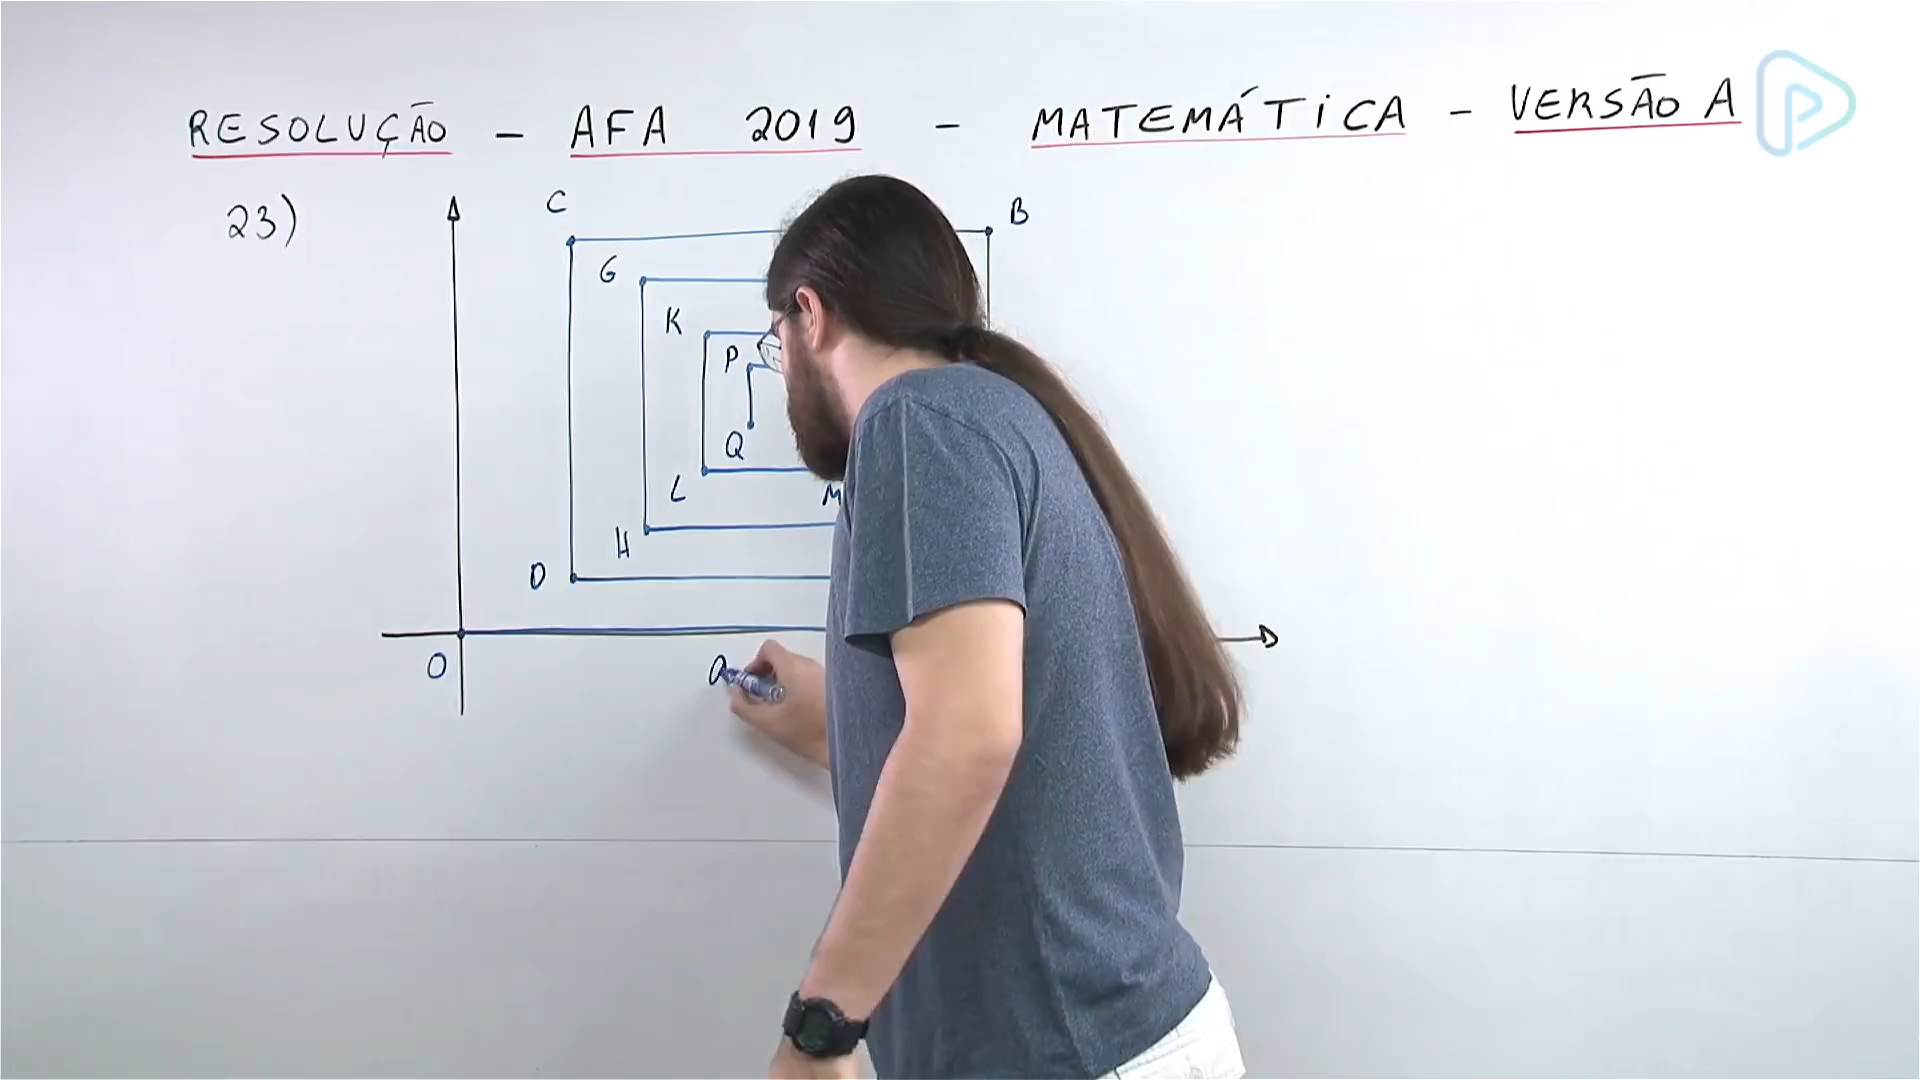 RESOLUÇÃO - AFA 2019 - MATEMÁTICA - VERSÃO A
23)
C B
G
K
P
Q
L M
H
D
O a